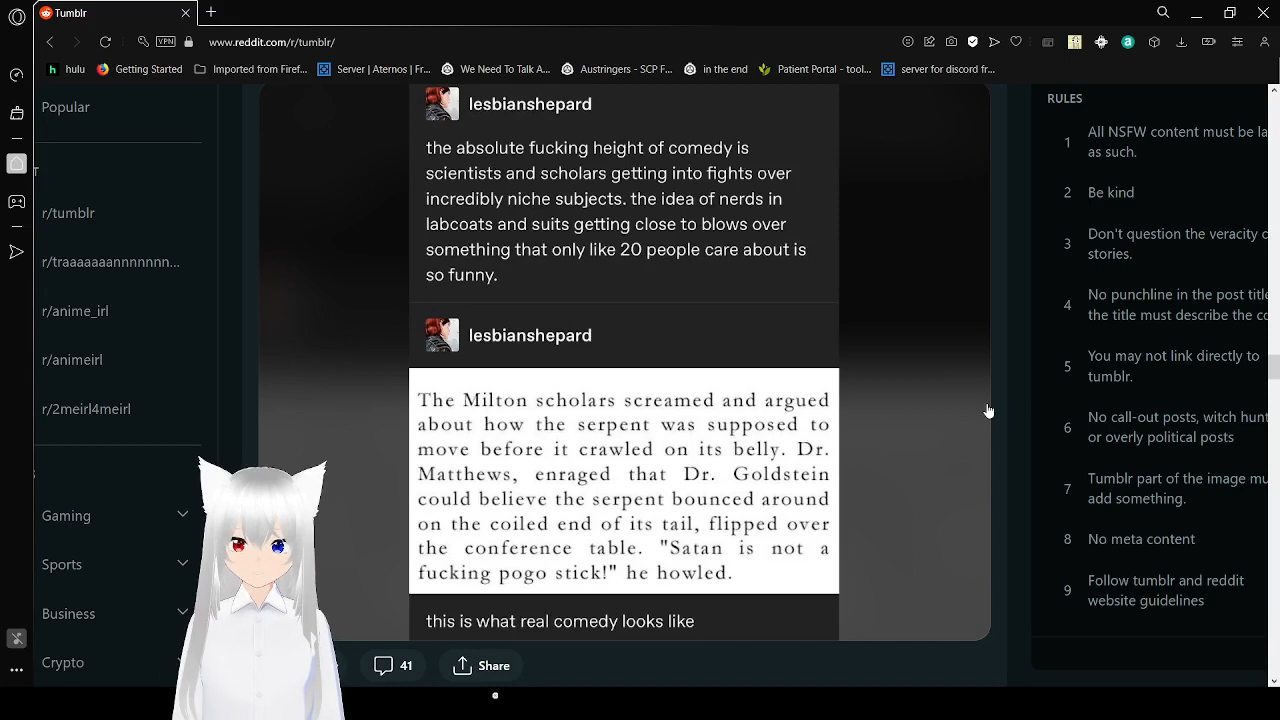 Tumblr
www.reddit.com/r/tumblr/
VPN
hulu
Getting Started
Imported from Firef...
Server | Aternos | Fr...
We Need To Talk A...
Austringers - SCP F...
in the end
Patient Portal - tool...
server for discord fr...
Popular
T
r/tumblr
r/traaaaaaannnnnnn...
r/anime_irl
r/animeirl
r/2meirl4meirl
S
Gaming
Sports
Business
Crypto
lesbianshepard
the absolute fucking height of comedy is
scientists and scholars getting into fights over
incredibly niche subjects. the idea of nerds in
labcoats and suits getting close to blows over
something that only like 20 people care about is
so funny.
lesbianshepard
The Milton scholars screamed and argued
about how the serpent was supposed to
move before it crawled on its belly. Dr.
Matthews, enraged that Dr. Goldstein
could believe the serpent bounced around
on the coiled end of its tail, flipped over
the conference table. "Satan is not a
fucking pogo stick!" he howled.
this is what real comedy looks like
41
Share
RULES
1 All NSFW content must be la
as such.
2 Be kind
3 Don't question the veracity c
stories.
4 No punchline in the post title
the title must describe the co
5 You may not link directly to
tumblr.
6 No call-out posts, witch hunt
or overly political posts
7 Tumblr part of the image mu
add something.
8 No meta content
9 Follow tumblr and reddit
website guidelines